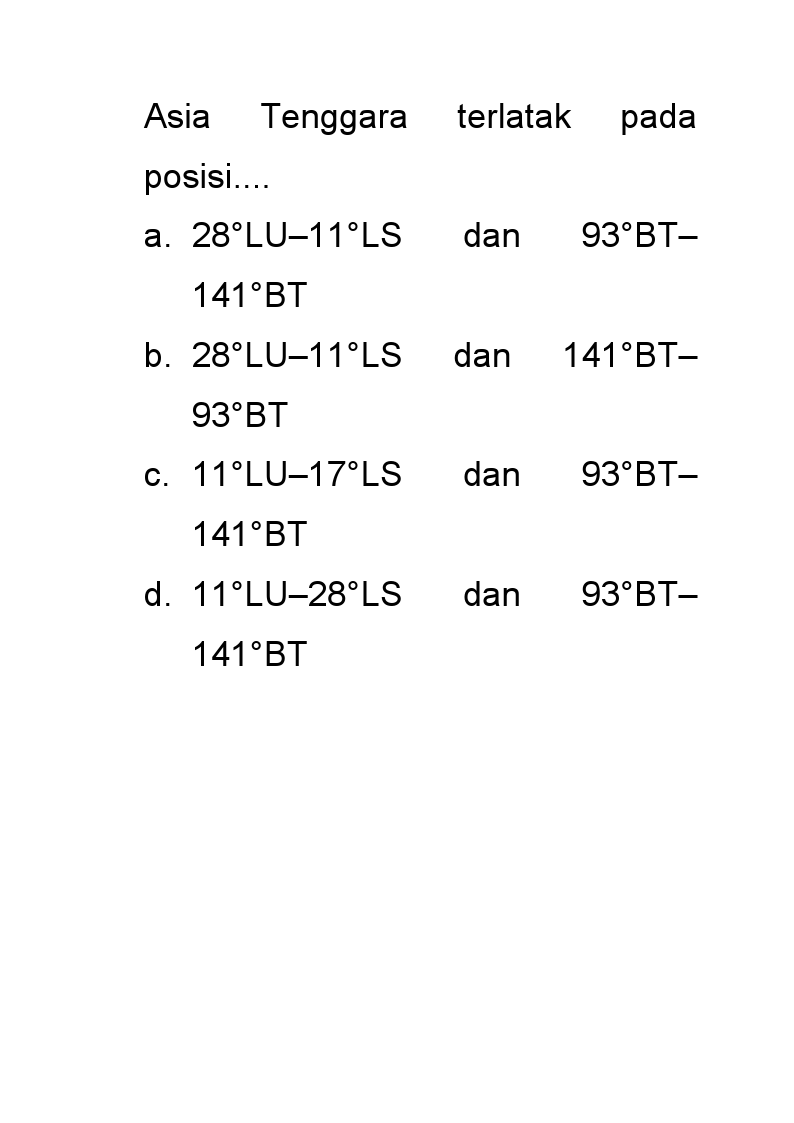 Asia Tenggara terlatak pada
posisi....
a. 28°LU–11°LS dan 93°BT–
141°BT
b. 28°LU–11°LS dan 141°BT–
93°BT
c. 11°LU–17°LS dan 93°BT–
141°BT
d. 11°LU–28°LS dan 93°BT–
141°BT